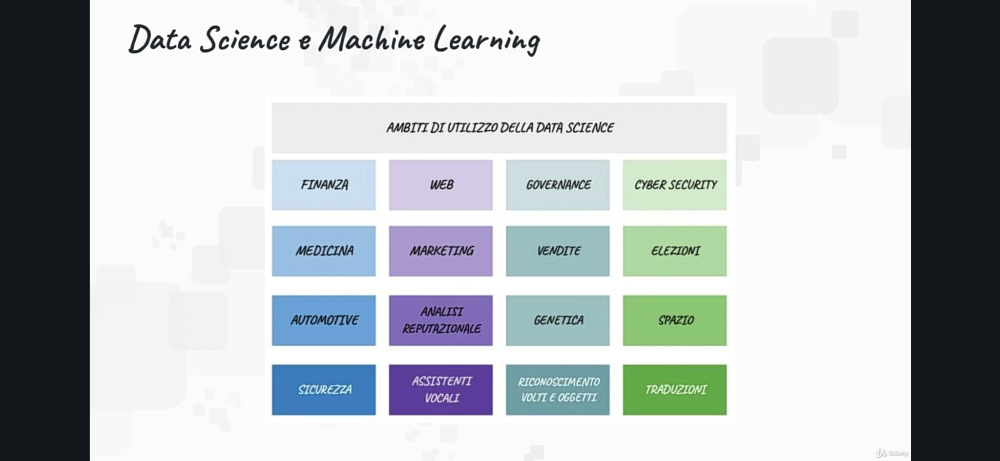 Data Science e Machine Learning
AMBITI DI UTILIZZO DELLA DATA SCIENCE
FINANZA
WEB
GOVERNANCE
CYBER SECURITY
MEDICINA
MARKETING
VENDITE
ELEZIONI
AUTOMOTIVE
ANALISI
REPUTAZIONALE
GENETICA
SPAZIO
SICUREZZA
ASSISTENTI
VOCALI
RICONOSCIMENTO
VOLTI E OGGETTI
TRADUZIONI
Udemy